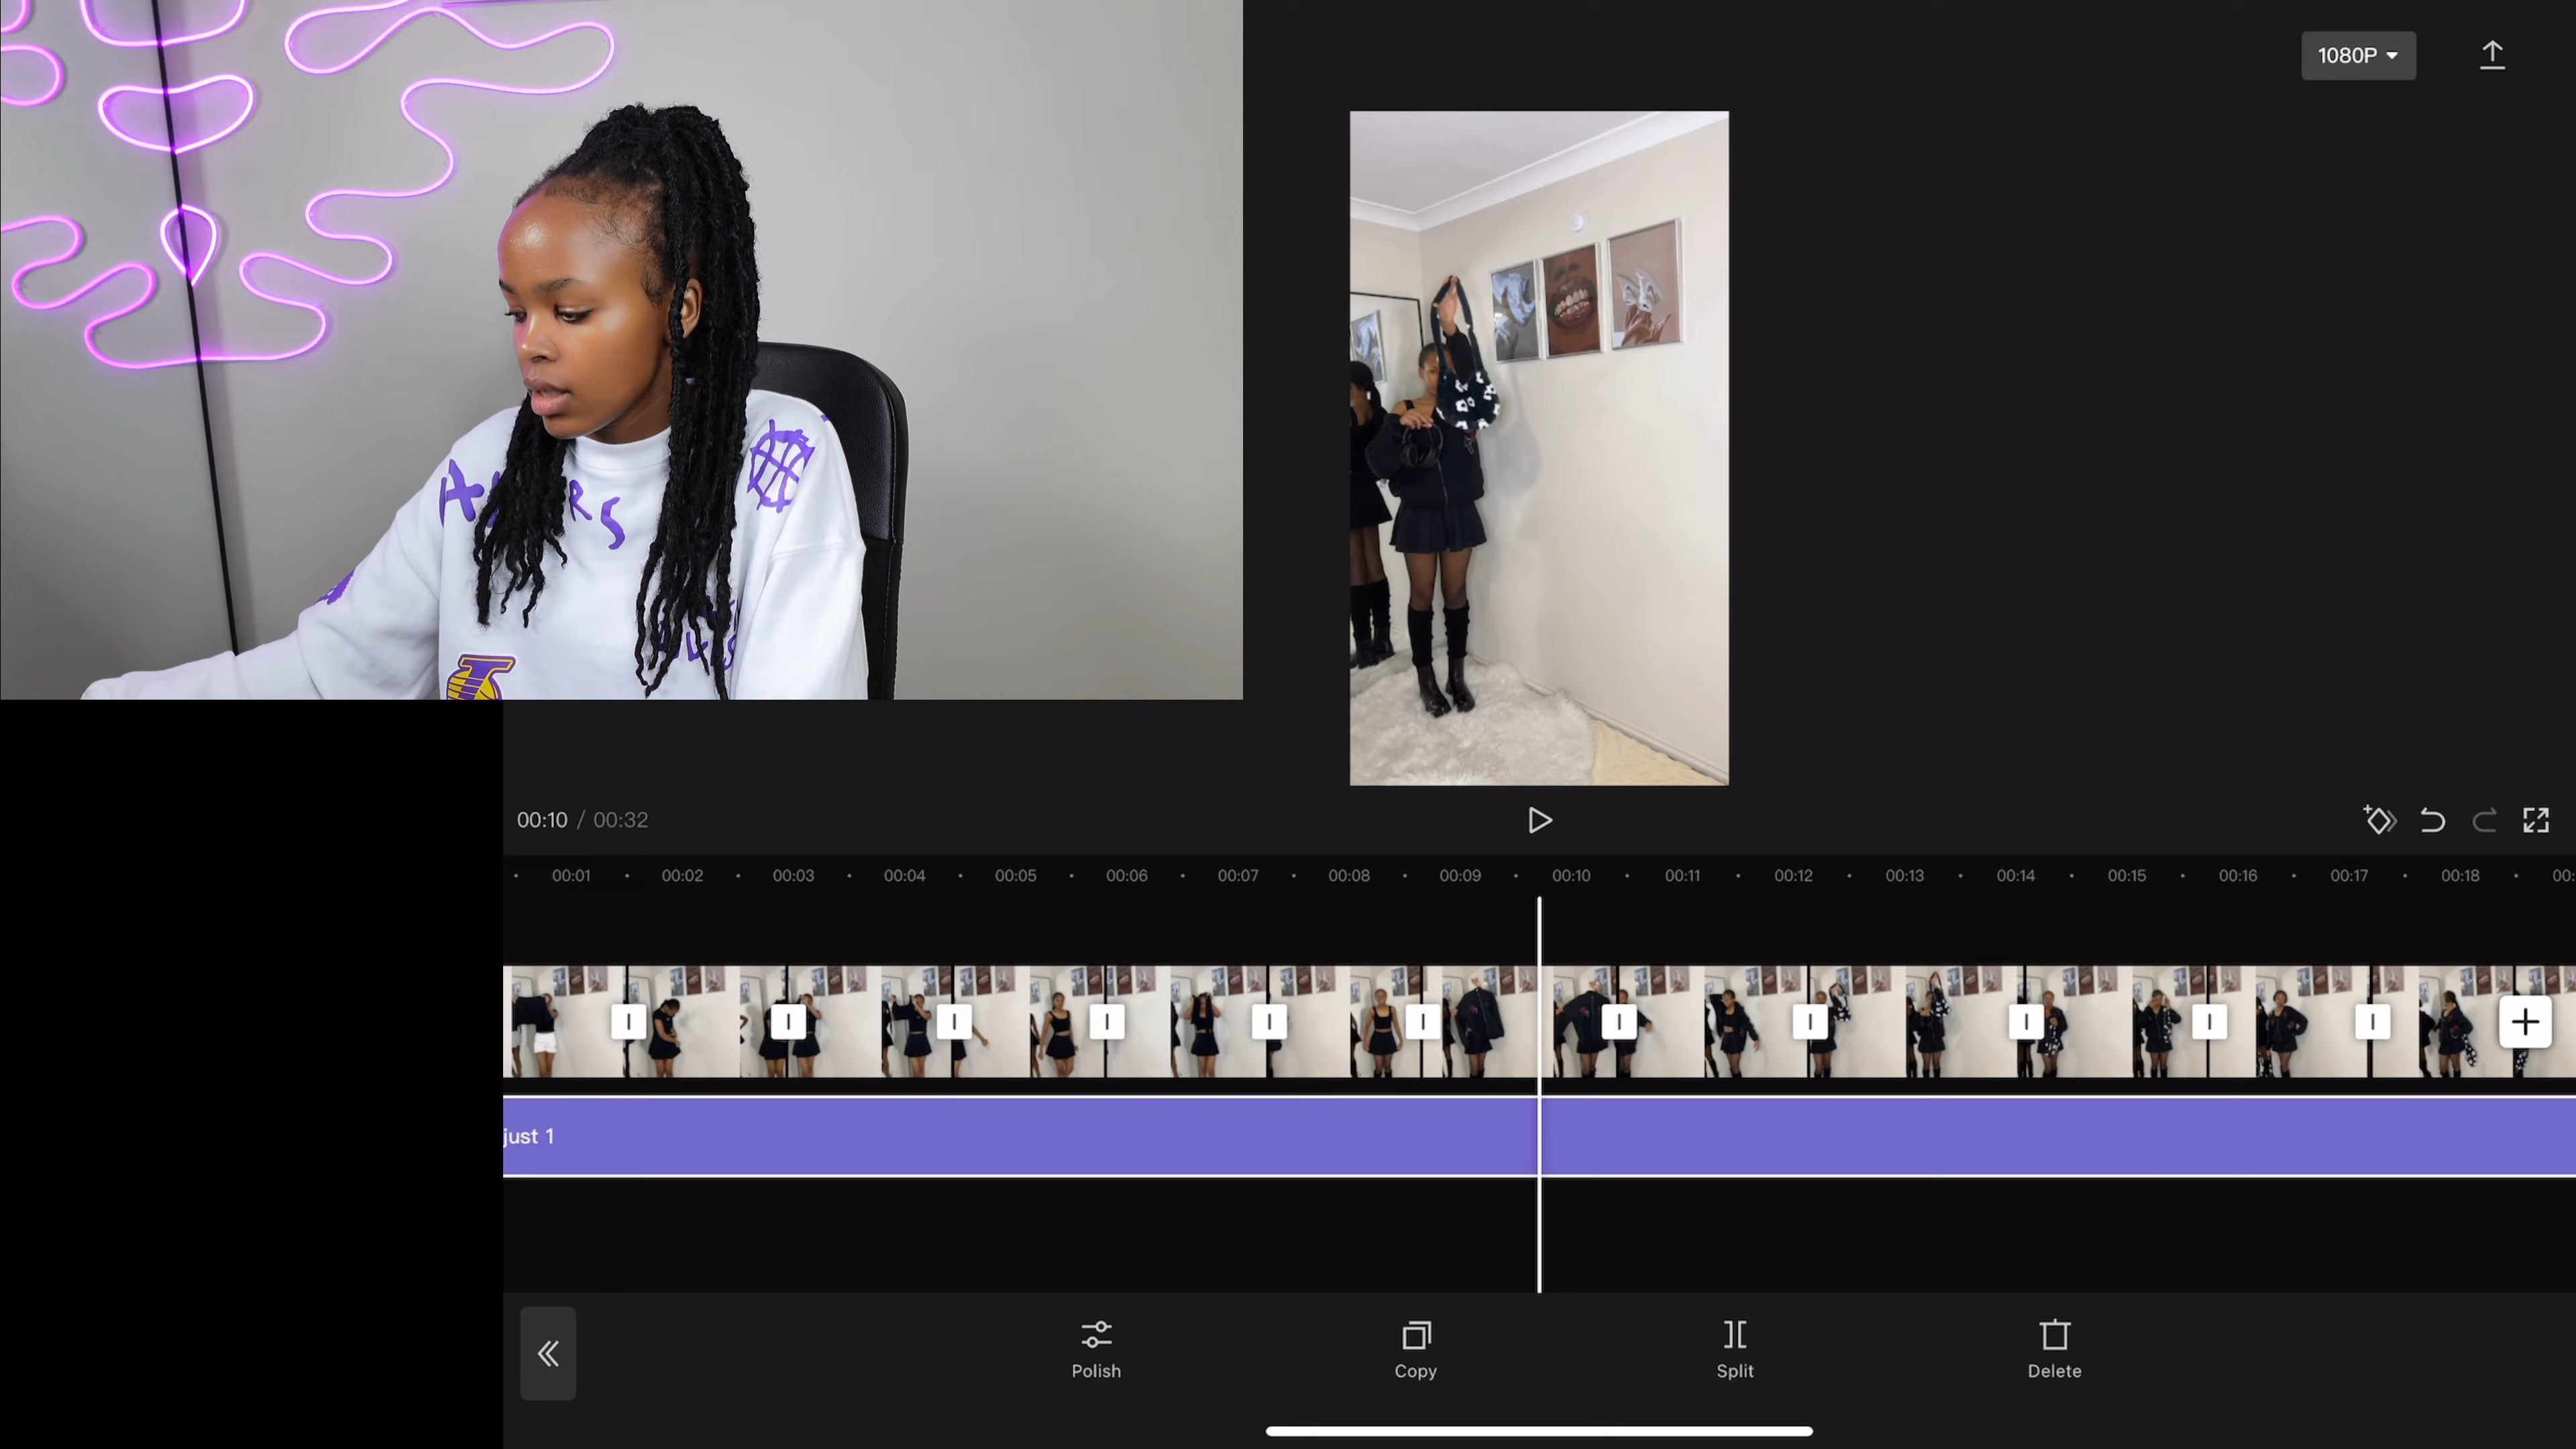 1080P
A RS
00:10 / 00:32
00:01 00:02 00:03 00:04 00:05 00:06 00:07 00:08 00:09 00:10 00:11 00:12 00:13 00:14 00:15 00:16 00:17 00:18 00:
just 1
Polish Copy Split Delete